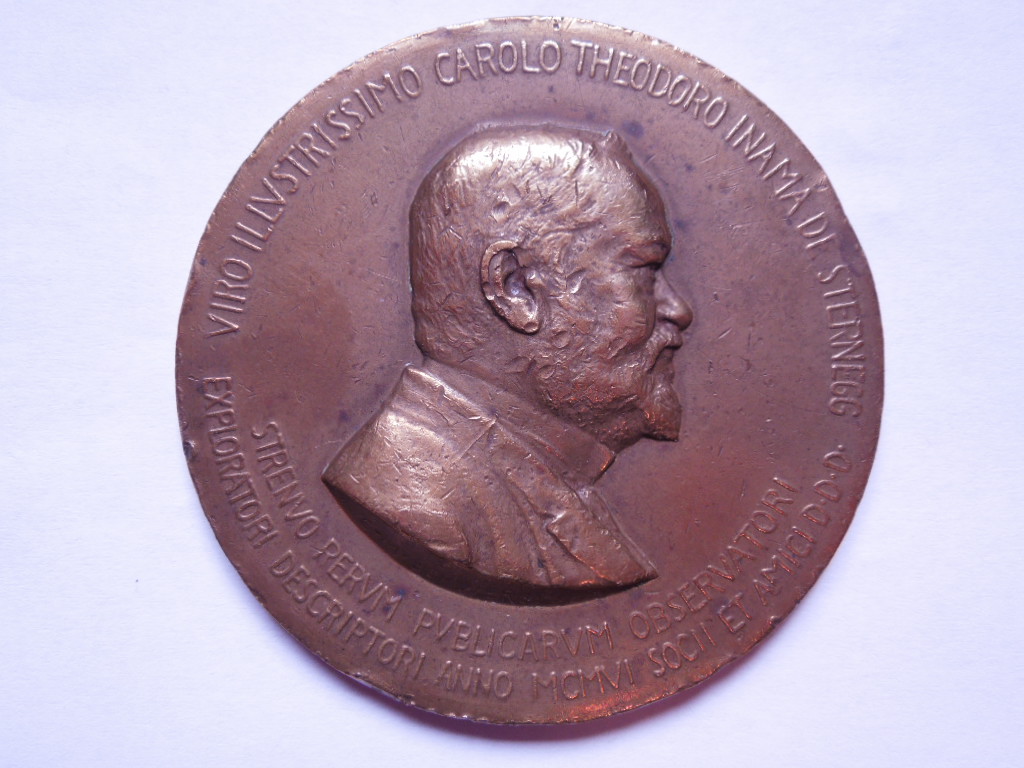 VIRO ILLVSTRISSIMO CAROLO THEODORO INAMA DE STERNEGG
STRENVO RERVM PVBLICARVM OBSERVATORI
EXPLORATORI DESCRIPTORI ANNO MCMVI SOCII ET AMICI D·D·D·